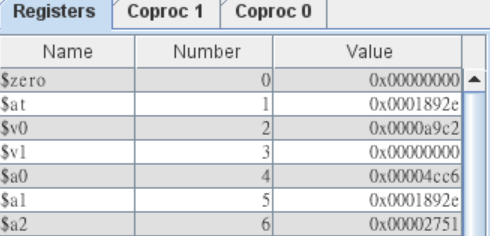 Registers Coproc 1 Coproc 0
Name Number Value
$zero 0 0x00000000
$at 1 0x0001892e
$v0 2 0x0000a9c2
$v1 3 0x00000000
$a0 4 0x00004cc6
$a1 5 0x0001892e
$a2 6 0x00002751